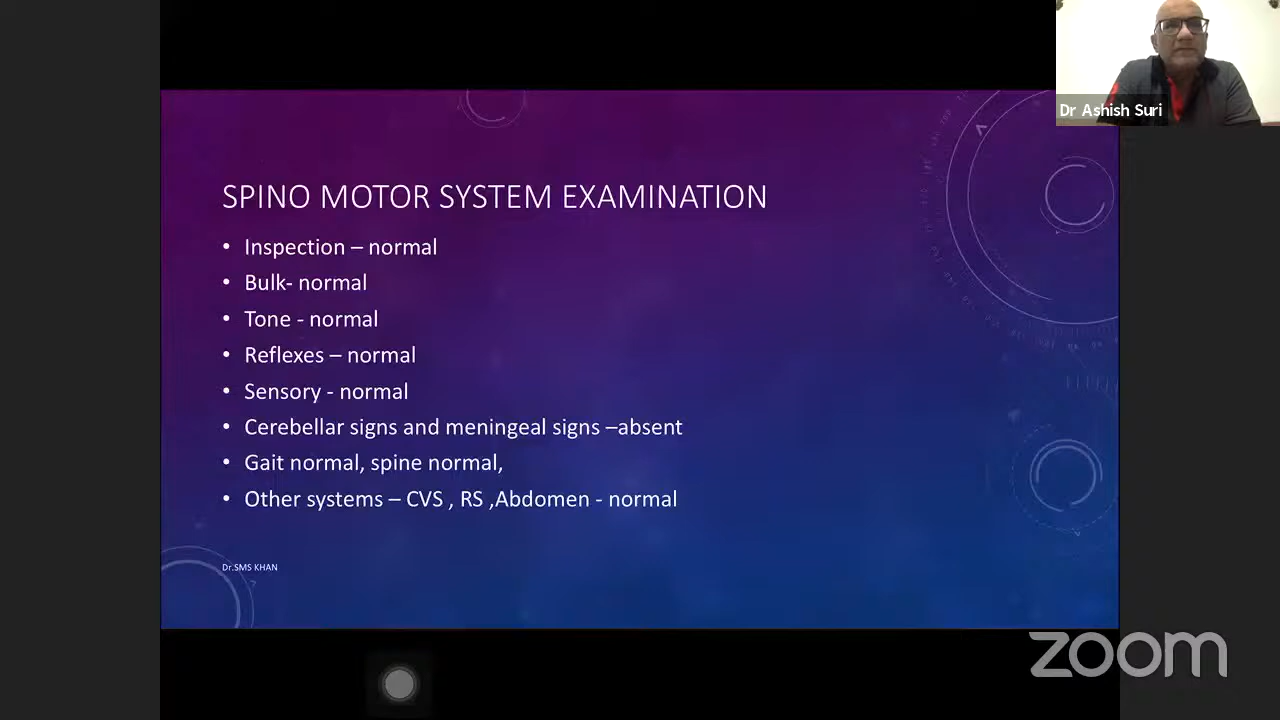 Dr Ashish Suri
SPINO MOTOR SYSTEM EXAMINATION
• Inspection – normal
• Bulk- normal
• Tone - normal
• Reflexes – normal
• Sensory - normal
• Cerebellar signs and meningeal signs –absent
• Gait normal, spine normal,
• Other systems – CVS , RS ,Abdomen - normal
Dr.SMS KHAN
zoom